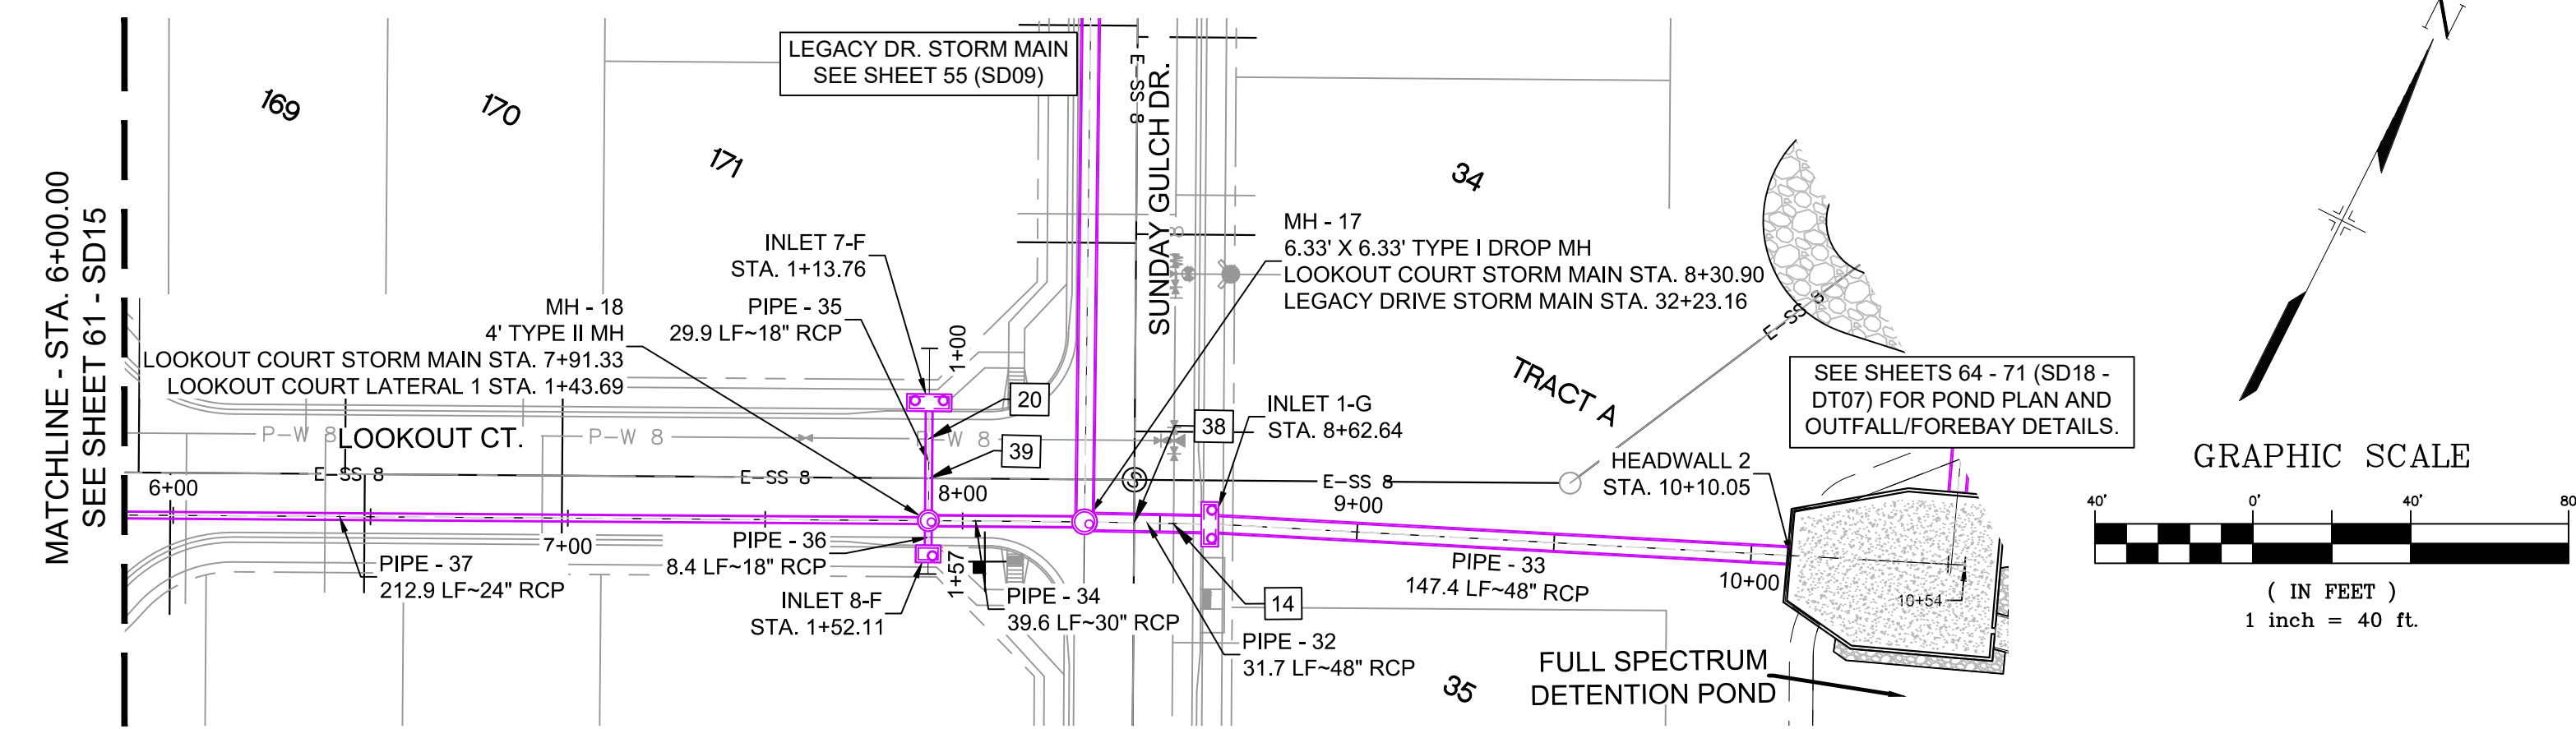 MATCHLINE - STA. 6+00.00
SEE SHEET 61 - SD15
169
170
171
LEGACY DR. STORM MAIN
SEE SHEET 55 (SD09)
E-SS 8
SUNDAY GULCH DR.
8
34
N
INLET 7-F
STA. 1+13.76
PIPE - 35
29.9 LF~18" RCP
MH - 18
4' TYPE II MH
LOOKOUT COURT STORM MAIN STA. 7+91.33
LOOKOUT COURT LATERAL 1 STA. 1+43.69
1+00
MH - 17
6.33' X 6.33' TYPE I DROP MH
LOOKOUT COURT STORM MAIN STA. 8+30.90
LEGACY DRIVE STORM MAIN STA. 32+23.16
E-SS 8
TRACT A
SEE SHEETS 64 - 71 (SD18 -
DT07) FOR POND PLAN AND
OUTFALL/FOREBAY DETAILS.
20
39
38
INLET 1-G
STA. 8+62.64
P-W 8
LOOKOUT CT.
P-W 8
P-W 8
E-SS 8
E-SS 8
S
E-SS 8
HEADWALL 2
STA. 10+10.05
6+00
7+00
8+00
9+00
10+00
10+54
PIPE - 37
212.9 LF~24" RCP
PIPE - 36
8.4 LF~18" RCP
INLET 8-F
STA. 1+52.11
1+57
PIPE - 34
39.6 LF~30" RCP
14
PIPE - 32
31.7 LF~48" RCP
PIPE - 33
147.4 LF~48" RCP
35
FULL SPECTRUM
DETENTION POND
GRAPHIC SCALE
40' 0' 40' 80
( IN FEET )
1 inch = 40 ft.